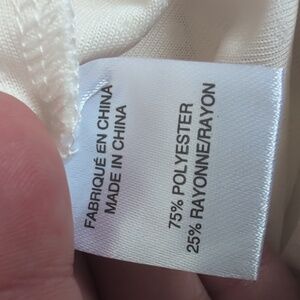 FABRIQUÉ EN CHINA
MADE IN CHINA
75% POLYESTER
25% RAYONNE/RAYON